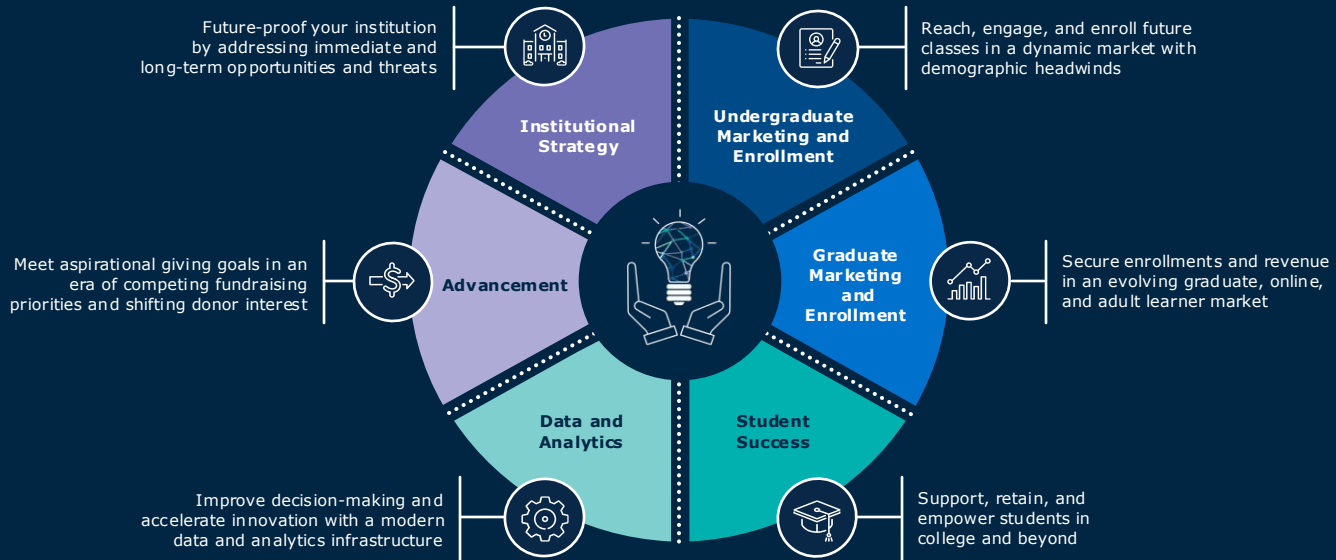 Future-proof your institution
by addressing immediate and
long-term opportunities and threats
Institutional
Strategy
Reach, engage, and enroll future
classes in a dynamic market with
demographic headwinds
Undergraduate
Marketing and
Enrollment
Meet aspirational giving goals in an
era of competing fundraising
priorities and shifting donor interest
Advancement
Graduate
Marketing
and
Enrollment
Secure enrollments and revenue
in an evolving graduate, online,
and adult learner market
Data and
Analytics
Improve decision-making and
accelerate innovation with a modern
data and analytics infrastructure
Student
Success
Support, retain, and
empower students in
college and beyond